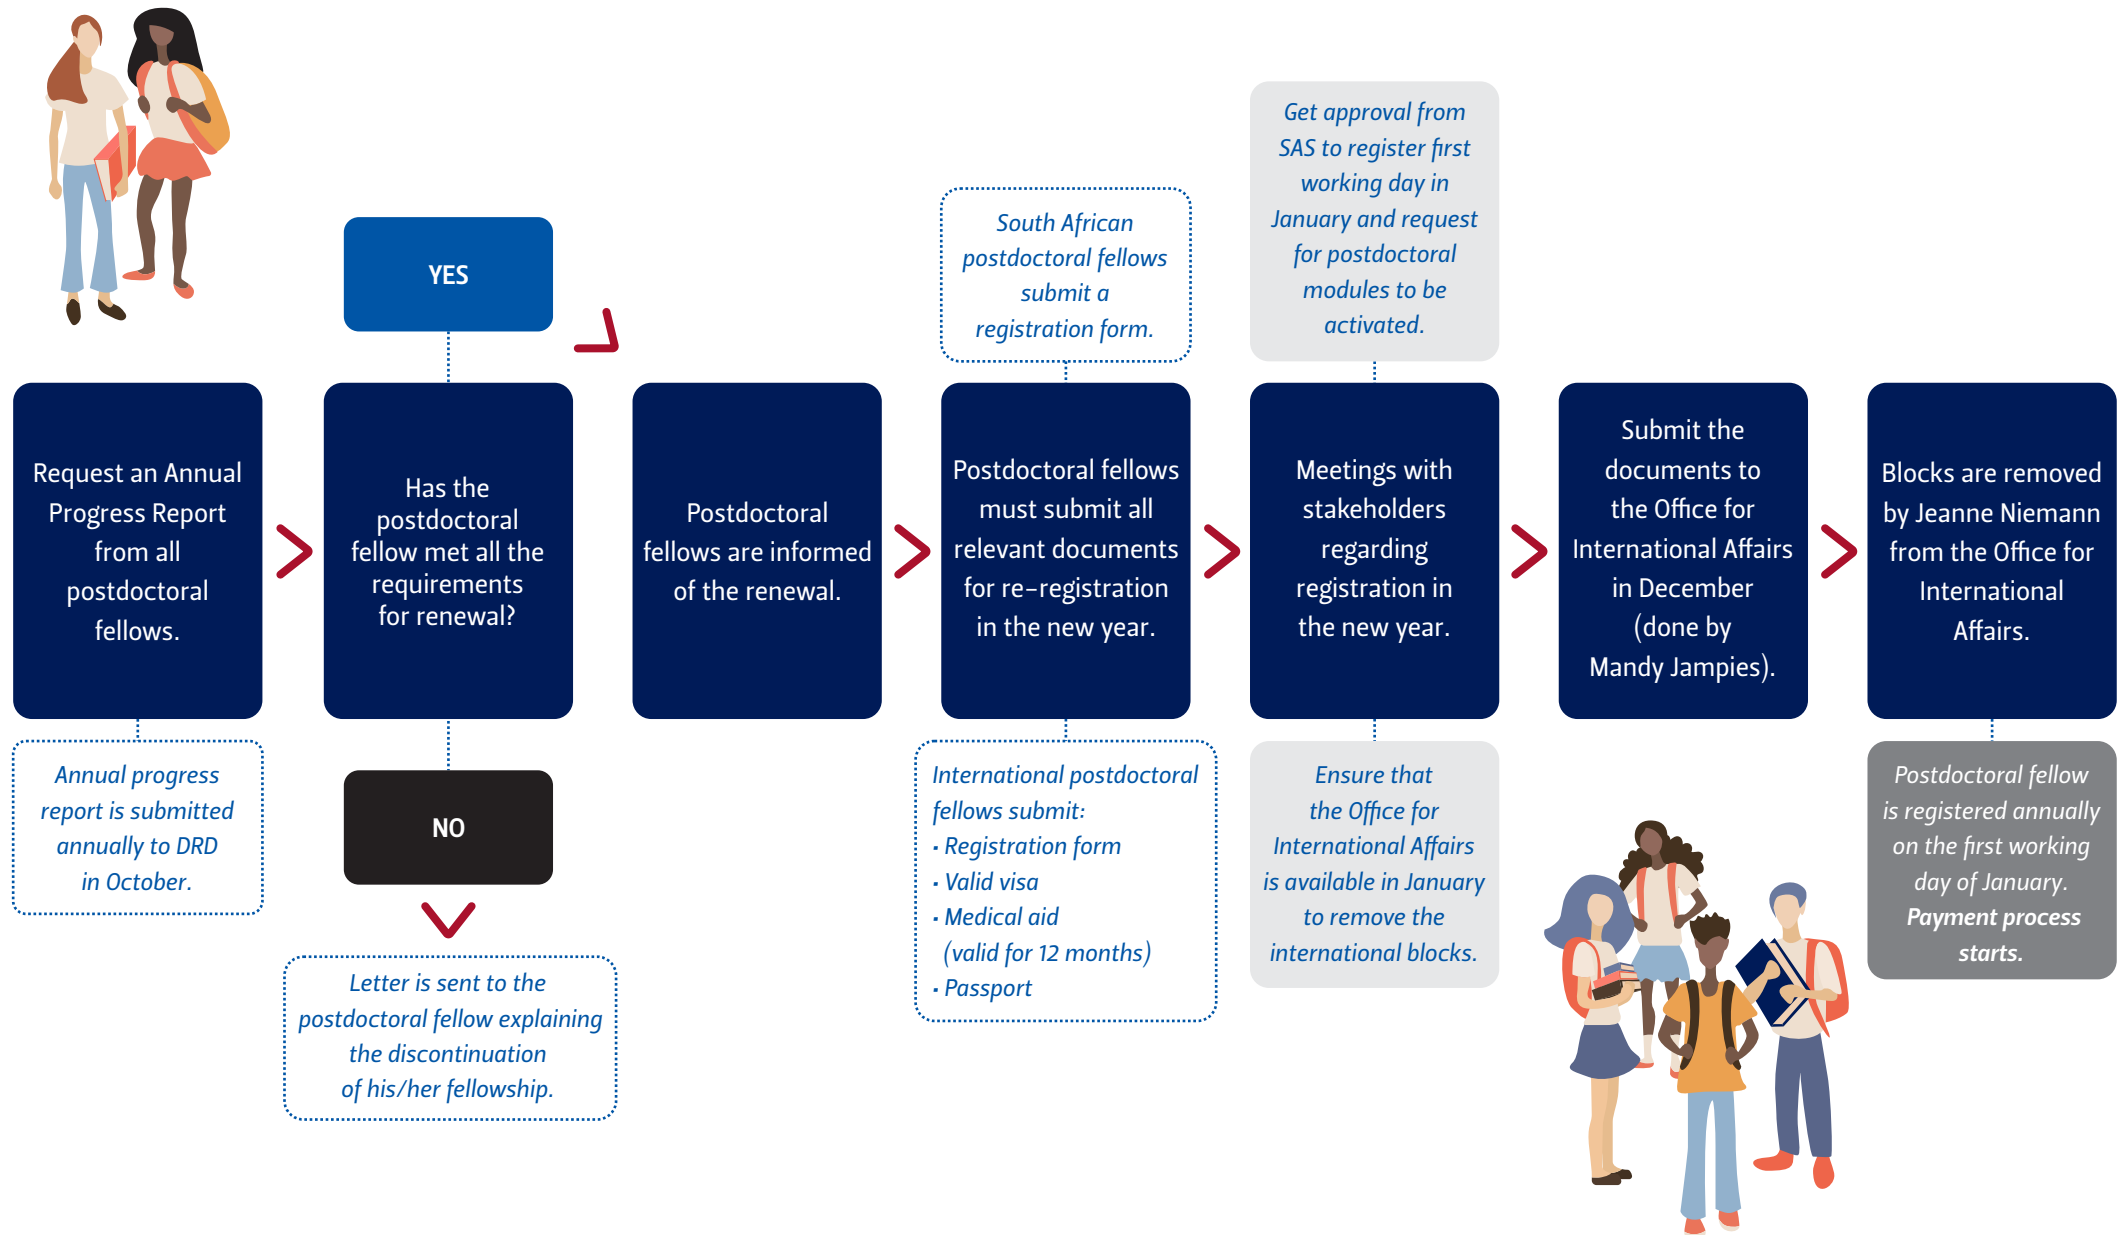 Get approval from
SAS to register first
working day in
January and request
for postdoctoral
modules to be
activated.
South African
postdoctoral fellows
submit a
registration form.
YES
Request an Annual
Progress Report
from all
postdoctoral
fellows.
Has the
postdoctoral
fellow met all the
requirements
for renewal?
Postdoctoral
fellows are informed
of the renewal.
Postdoctoral fellows
must submit all
relevant documents
for re-registration
in the new year.
Meetings with
stakeholders
regarding
registration in
the new year.
Submit the
documents to
the Office for
International Affairs
in December
(done by
Mandy Jampies).
Blocks are removed
by Jeanne Niemann
from the Office for
International
Affairs.
Annual progress
report is submitted
annually to DRD
in October.
NO
Letter is sent to the
postdoctoral fellow explaining
the discontinuation
of his/her fellowship.
International postdoctoral
fellows submit:
• Registration form
• Valid visa
• Medical aid
(valid for 12 months)
• Passport
Ensure that
the Office for
International Affairs
is available in January
to remove the
international blocks.
Postdoctoral fellow
is registered annually
on the first working
day of January.
Payment process
starts.